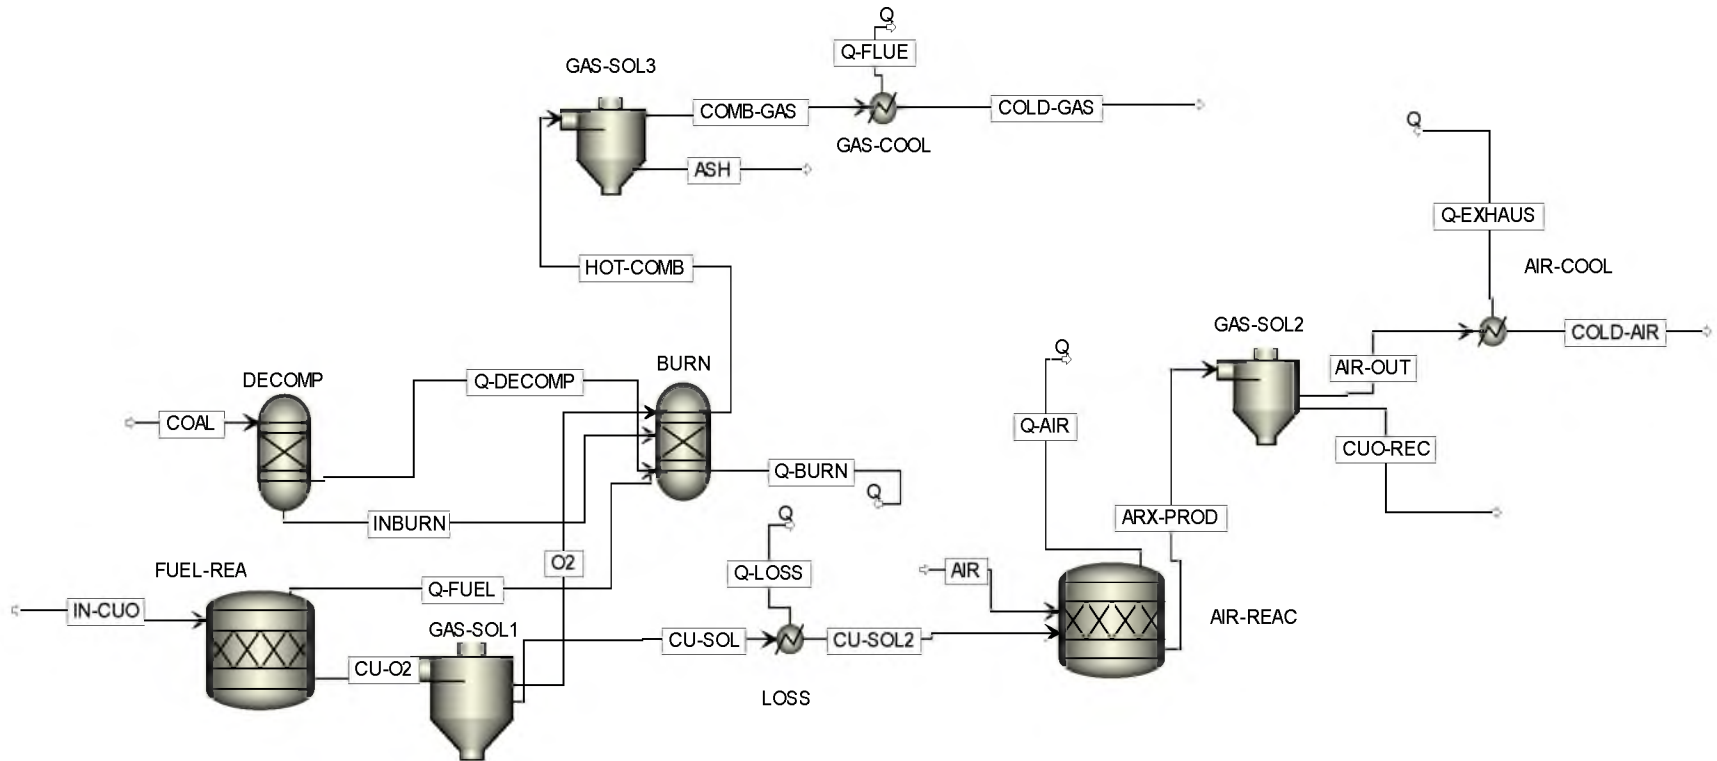 Q
Q-FLUE
GAS-SOL3
COMB-GAS
COLD-GAS
GAS-COOL
Q
ASH
Q-EXHAUS
HOT-COMB
AIR-COOL
GAS-SOL2
COLD-AIR
Q
BURN
AIR-OUT
DECOMP
Q-DECOMP
COAL
Q-AIR
CUO-REC
Q-BURN
Q
INBURN
Q
ARX-PROD
O2
FUEL-REA
Q-LOSS
AIR
Q-FUEL
IN-CUO
GAS-SOL1
CU-SOL
CU-SOL2
AIR-REAC
CU-O2
LOSS